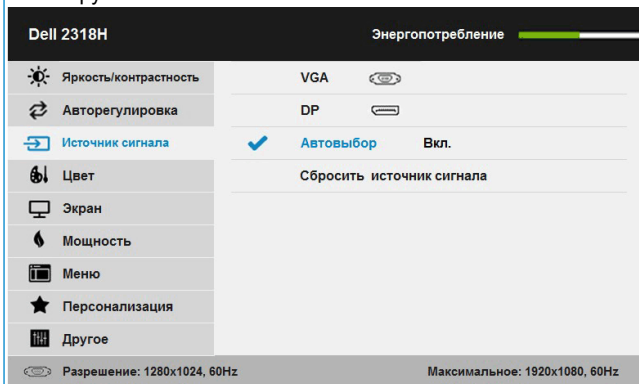 Dell 2318H
Энергопотребление
Яркость/контрастность
VGA
Авторегулировка
DP
Источник сигнала
Автовыбор Вкл.
Цвет
Сбросить источник сигнала
Экран
Мощность
Меню
Персонализация
Другое
Разрешение: 1280x1024, 60Hz
Максимальное: 1920x1080, 60Hz